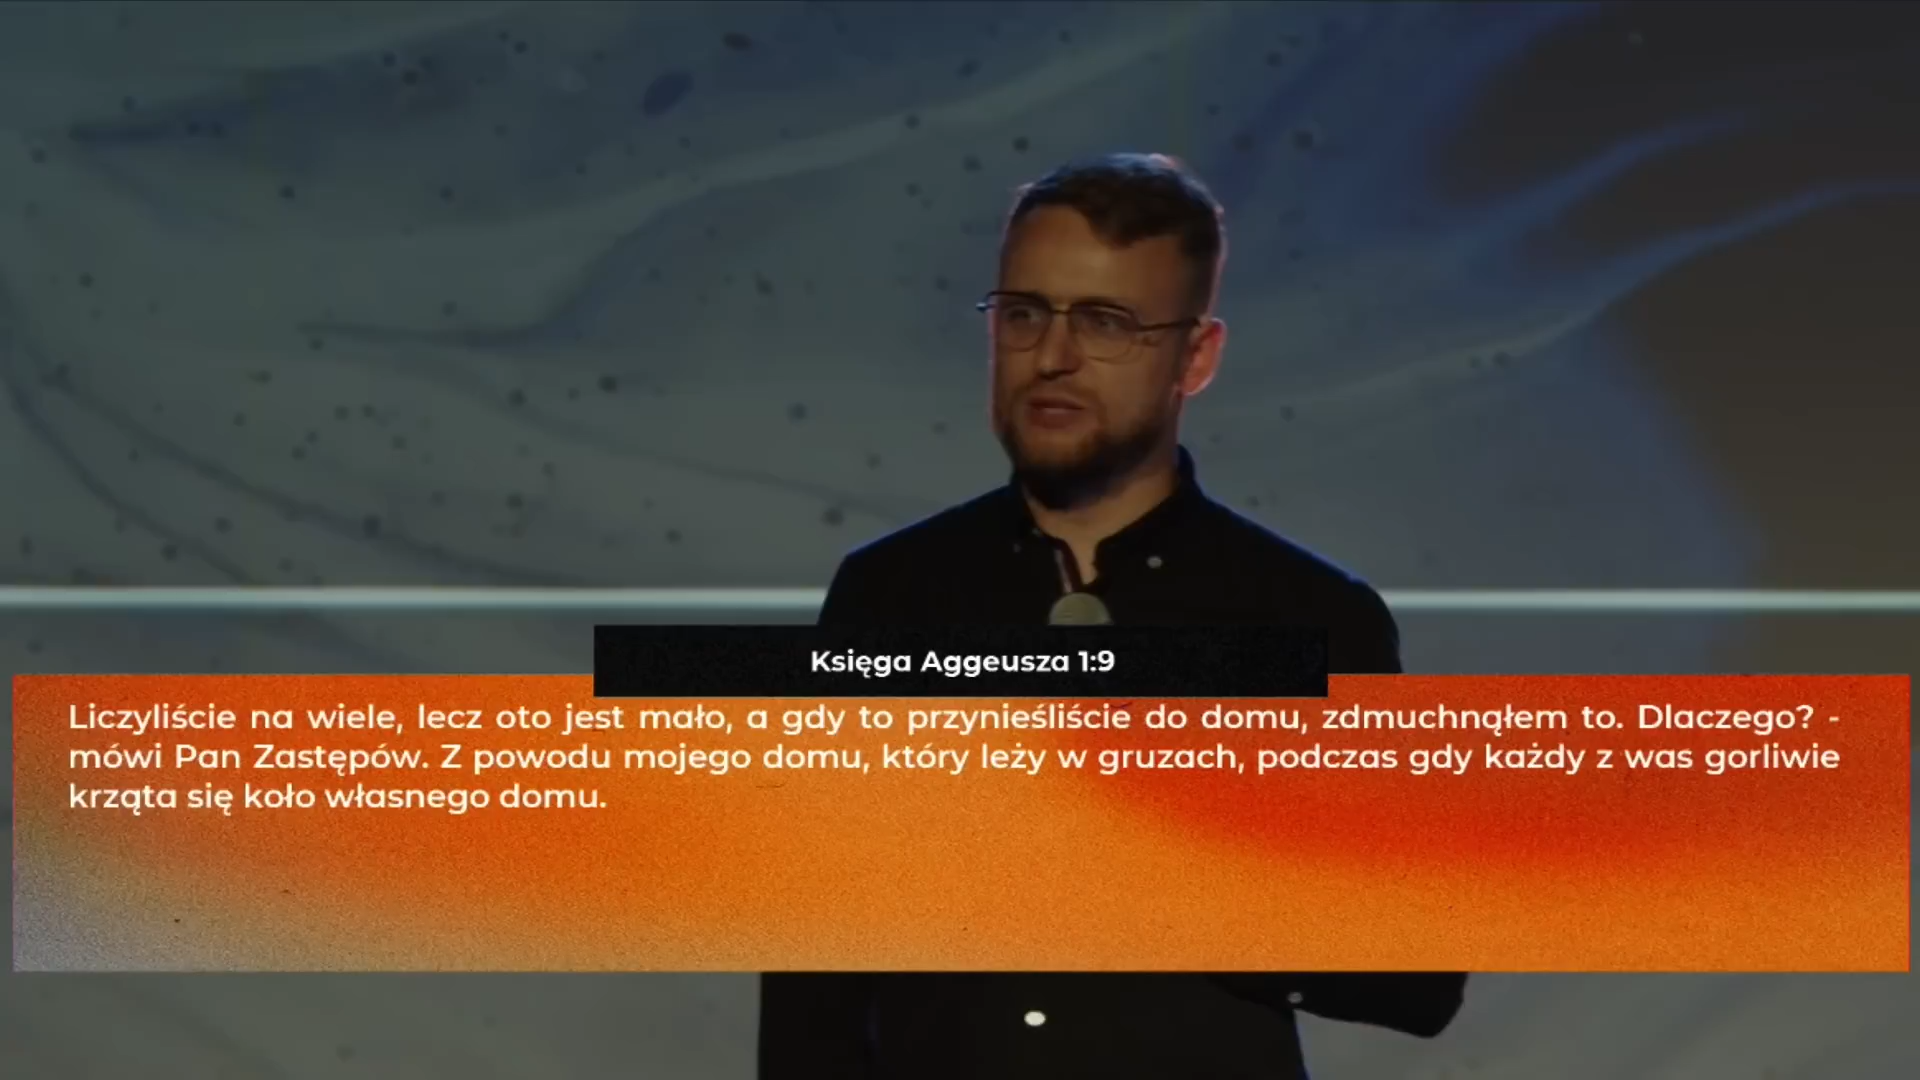 Księga Aggeusza 1:9
Liczyliście na wiele, lecz oto jest mało, a gdy to przynieśliście do domu, zdmuchnąłem to. Dlaczego? -
mówi Pan Zastępów. Z powodu mojego domu, który leży w gruzach, podczas gdy każdy z was gorliwie
krząta się koło własnego domu.